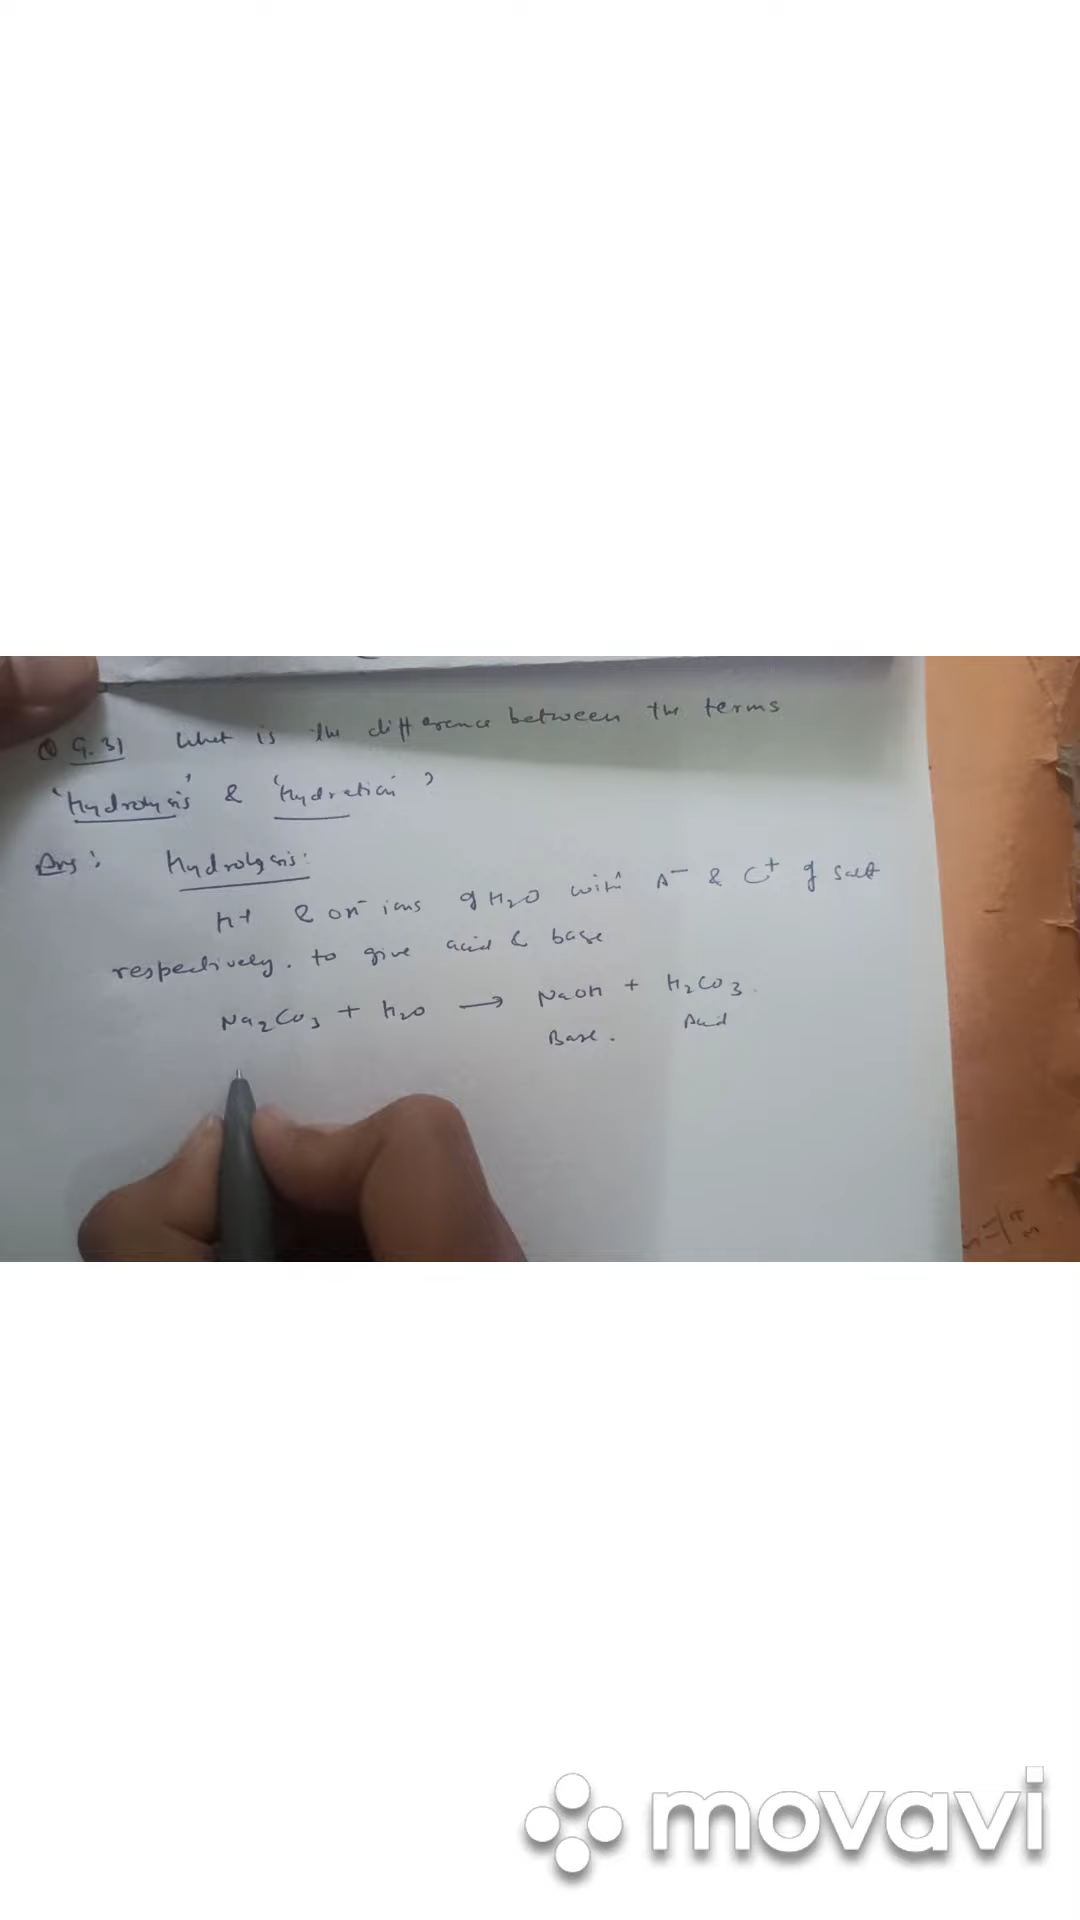 Q 9.31 What is the difference between the terms
'Hydrolysis' & 'Hydration'
Ans: Hydrolysis:
H+ & OH- ions of H2O with A- & C+ of salt
respectively. to give acid & base
Na2CO3 + H2O → NaOH + H2CO3.
Base. Acid
movavi